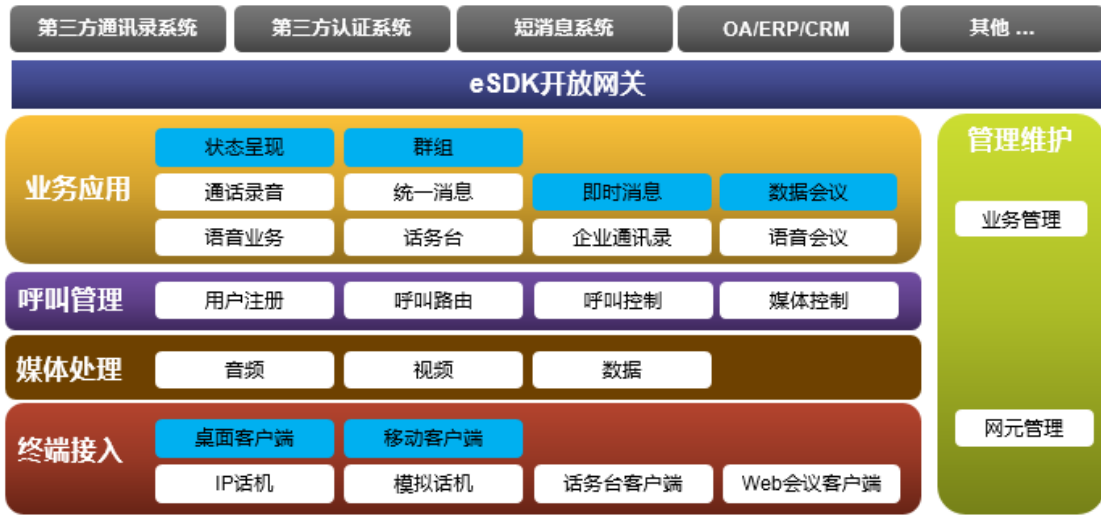 第三方通讯录系统 第三方认证系统 短消息系统 OA/ERP/CRM 其他 ...
eSDK开放网关
业务应用
状态呈现 群组
通话录音 统一消息 即时消息 数据会议
语音业务 话务台 企业通讯录 语音会议
呼叫管理
用户注册 呼叫路由 呼叫控制 媒体控制
媒体处理
音频 视频 数据
终端接入
桌面客户端 移动客户端
IP话机 模拟话机 话务台客户端 Web会议客户端
管理维护
业务管理
网元管理